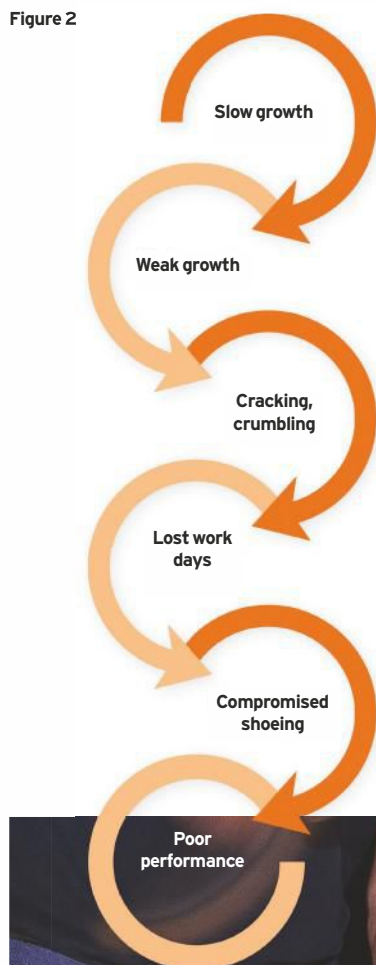 Figure 2
Slow growth
Weak growth
Cracking,
crumbling
Lost work
days
Compromised
shoeing
Poor
performance